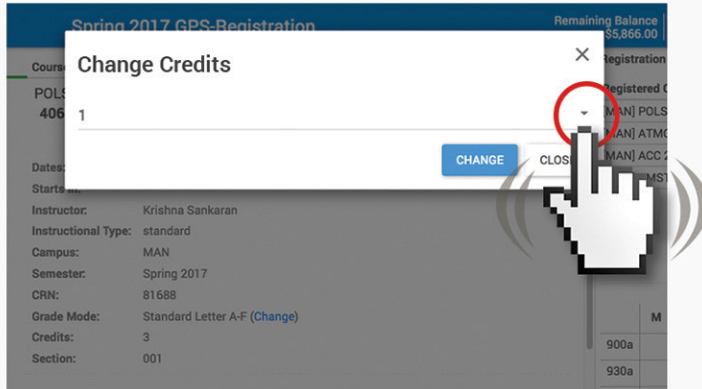 Spring 2017 GPS-Registration
Remaining Balance
$5,866.00
Change Credits
1
CHANGE
Registration
POLS
406
[MAN] POLS
[MAN] ATMO
[MAN] ACC 2
MST
Dates:
Starts In:
Instructor: Krishna Sankaran
Instructional Type: standard
Campus: MAN
Semester: Spring 2017
CRN: 81688
Grade Mode: Standard Letter A-F (Change)
Credits: 3
Section: 001
M
900a
930a